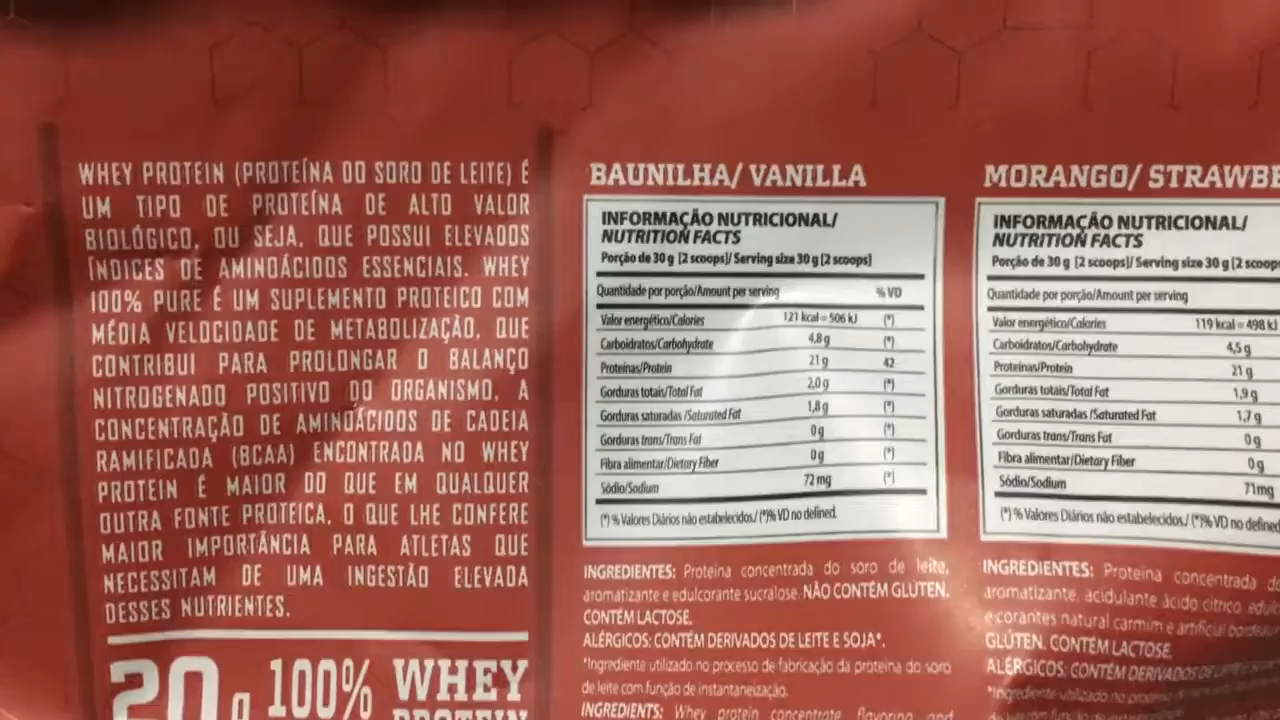 WHEY PROTEIN (PROTEÍNA DO SORO DE LEITE) É
UM TIPO DE PROTEÍNA DE ALTO VALOR
BIOLÓGICO, OU SEJA, QUE POSSUI ELEVADOS
ÍNDICES DE AMINOÁCIDOS ESSENCIAIS. WHEY
100% PURE É UM SUPLEMENTO PROTEICO COM
MÉDIA VELOCIDADE DE METABOLIZAÇÃO, QUE
CONTRIBUI PARA PROLONGAR O BALANÇO
NITROGENADO POSITIVO DO ORGANISMO. A
CONCENTRAÇÃO DE AMINOÁCIDOS DE CADEIA
RAMIFICADA (BCAA) ENCONTRADA NO WHEY
PROTEIN É MAIOR DO QUE EM QUALQUER
OUTRA FONTE PROTEICA, O QUE LHE CONFERE
MAIOR IMPORTÂNCIA PARA ATLETAS QUE
NECESSITAM DE UMA INGESTÃO ELEVADA
DESSES NUTRIENTES.
20g 100% WHEY
PROTEIN
BAUNILHA/ VANILLA
INFORMAÇÃO NUTRICIONAL/
NUTRITION FACTS
Porção de 30 g [2 scoops]/ Serving size 30 g [2 scoops]
Quantidade por porção/Amount per serving % VD
Valor energético/Calories 121 kcal = 506 kJ (*)
Carboidratos/Carbohydrate 4,8 g (*)
Proteínas/Protein 21 g 42
Gorduras totais/Total Fat 2,0 g (*)
Gorduras saturadas /Saturated Fat 1,8 g (*)
Gorduras trans/Trans Fat 0 g (*)
Fibra alimentar/Dietary Fiber 0 g (*)
Sódio/Sodium 72 mg (*)
(*) % Valores Diários não estabelecidos./ (*)% VD no defined.
INGREDIENTES: Proteína concentrada do soro de leite,
aromatizante e edulcorante sucralose. NÃO CONTÉM GLÚTEN.
CONTÉM LACTOSE.
ALÉRGICOS: CONTÉM DERIVADOS DE LEITE E SOJA*.
*Ingrediente utilizado no processo de fabricação da proteína do soro
de leite com função de instantaneização.
INGREDIENTS: Whey protein concentrate, flavoring and
MORANGO/ STRAWBE
INFORMAÇÃO NUTRICIONAL/
NUTRITION FACTS
Porção de 30 g [2 scoops]/ Serving size 30 g [2 scoops
Quantidade por porção/Amount per serving
Valor energético/Calories 119 kcal = 498 kJ
Carboidratos/Carbohydrate 4,5 g
Proteínas/Protein 21 g
Gorduras totais/Total Fat 1,9 g
Gorduras saturadas /Saturated Fat 1,7 g
Gorduras trans/Trans Fat 0 g
Fibra alimentar/Dietary Fiber 0 g
Sódio/Sodium 71mg
(*) % Valores Diários não estabelecidos./ (*)% VD no defined
INGREDIENTES: Proteína concentrada d
aromatizante, acidulante ácido cítrico, edul
e corantes natural carmim e artificial
GLÚTEN. CONTÉM LACTOSE.
ALÉRGICOS: CONTÉM DERIVADOS DE
*Ingrediente utilizado no